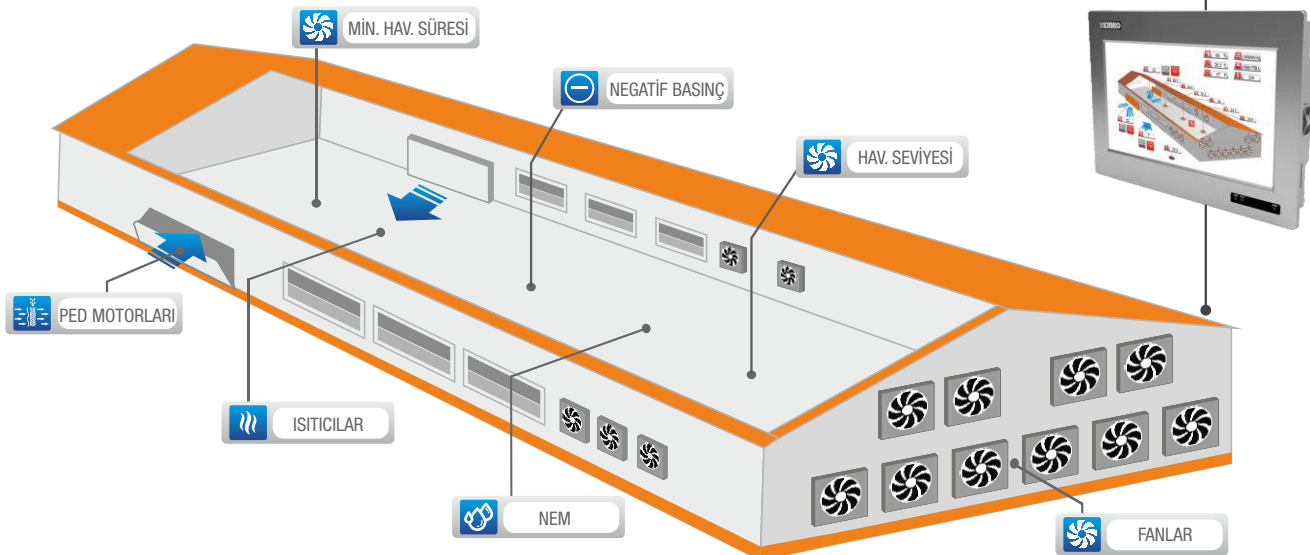 MİN. HAV. SÜRESİ
NEGATİF BASINÇ
HAV. SEVİYESİ
PED MOTORLARI
ISITICILAR
NEM
FANLAR